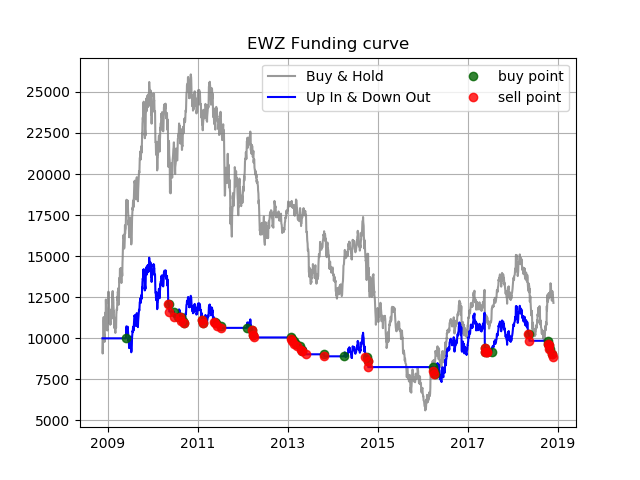 EWZ Funding curve
Buy & Hold
Up In & Down Out
buy point
sell point
25000
22500
20000
17500
15000
12500
10000
7500
5000
2009 2011 2013 2015 2017 2019